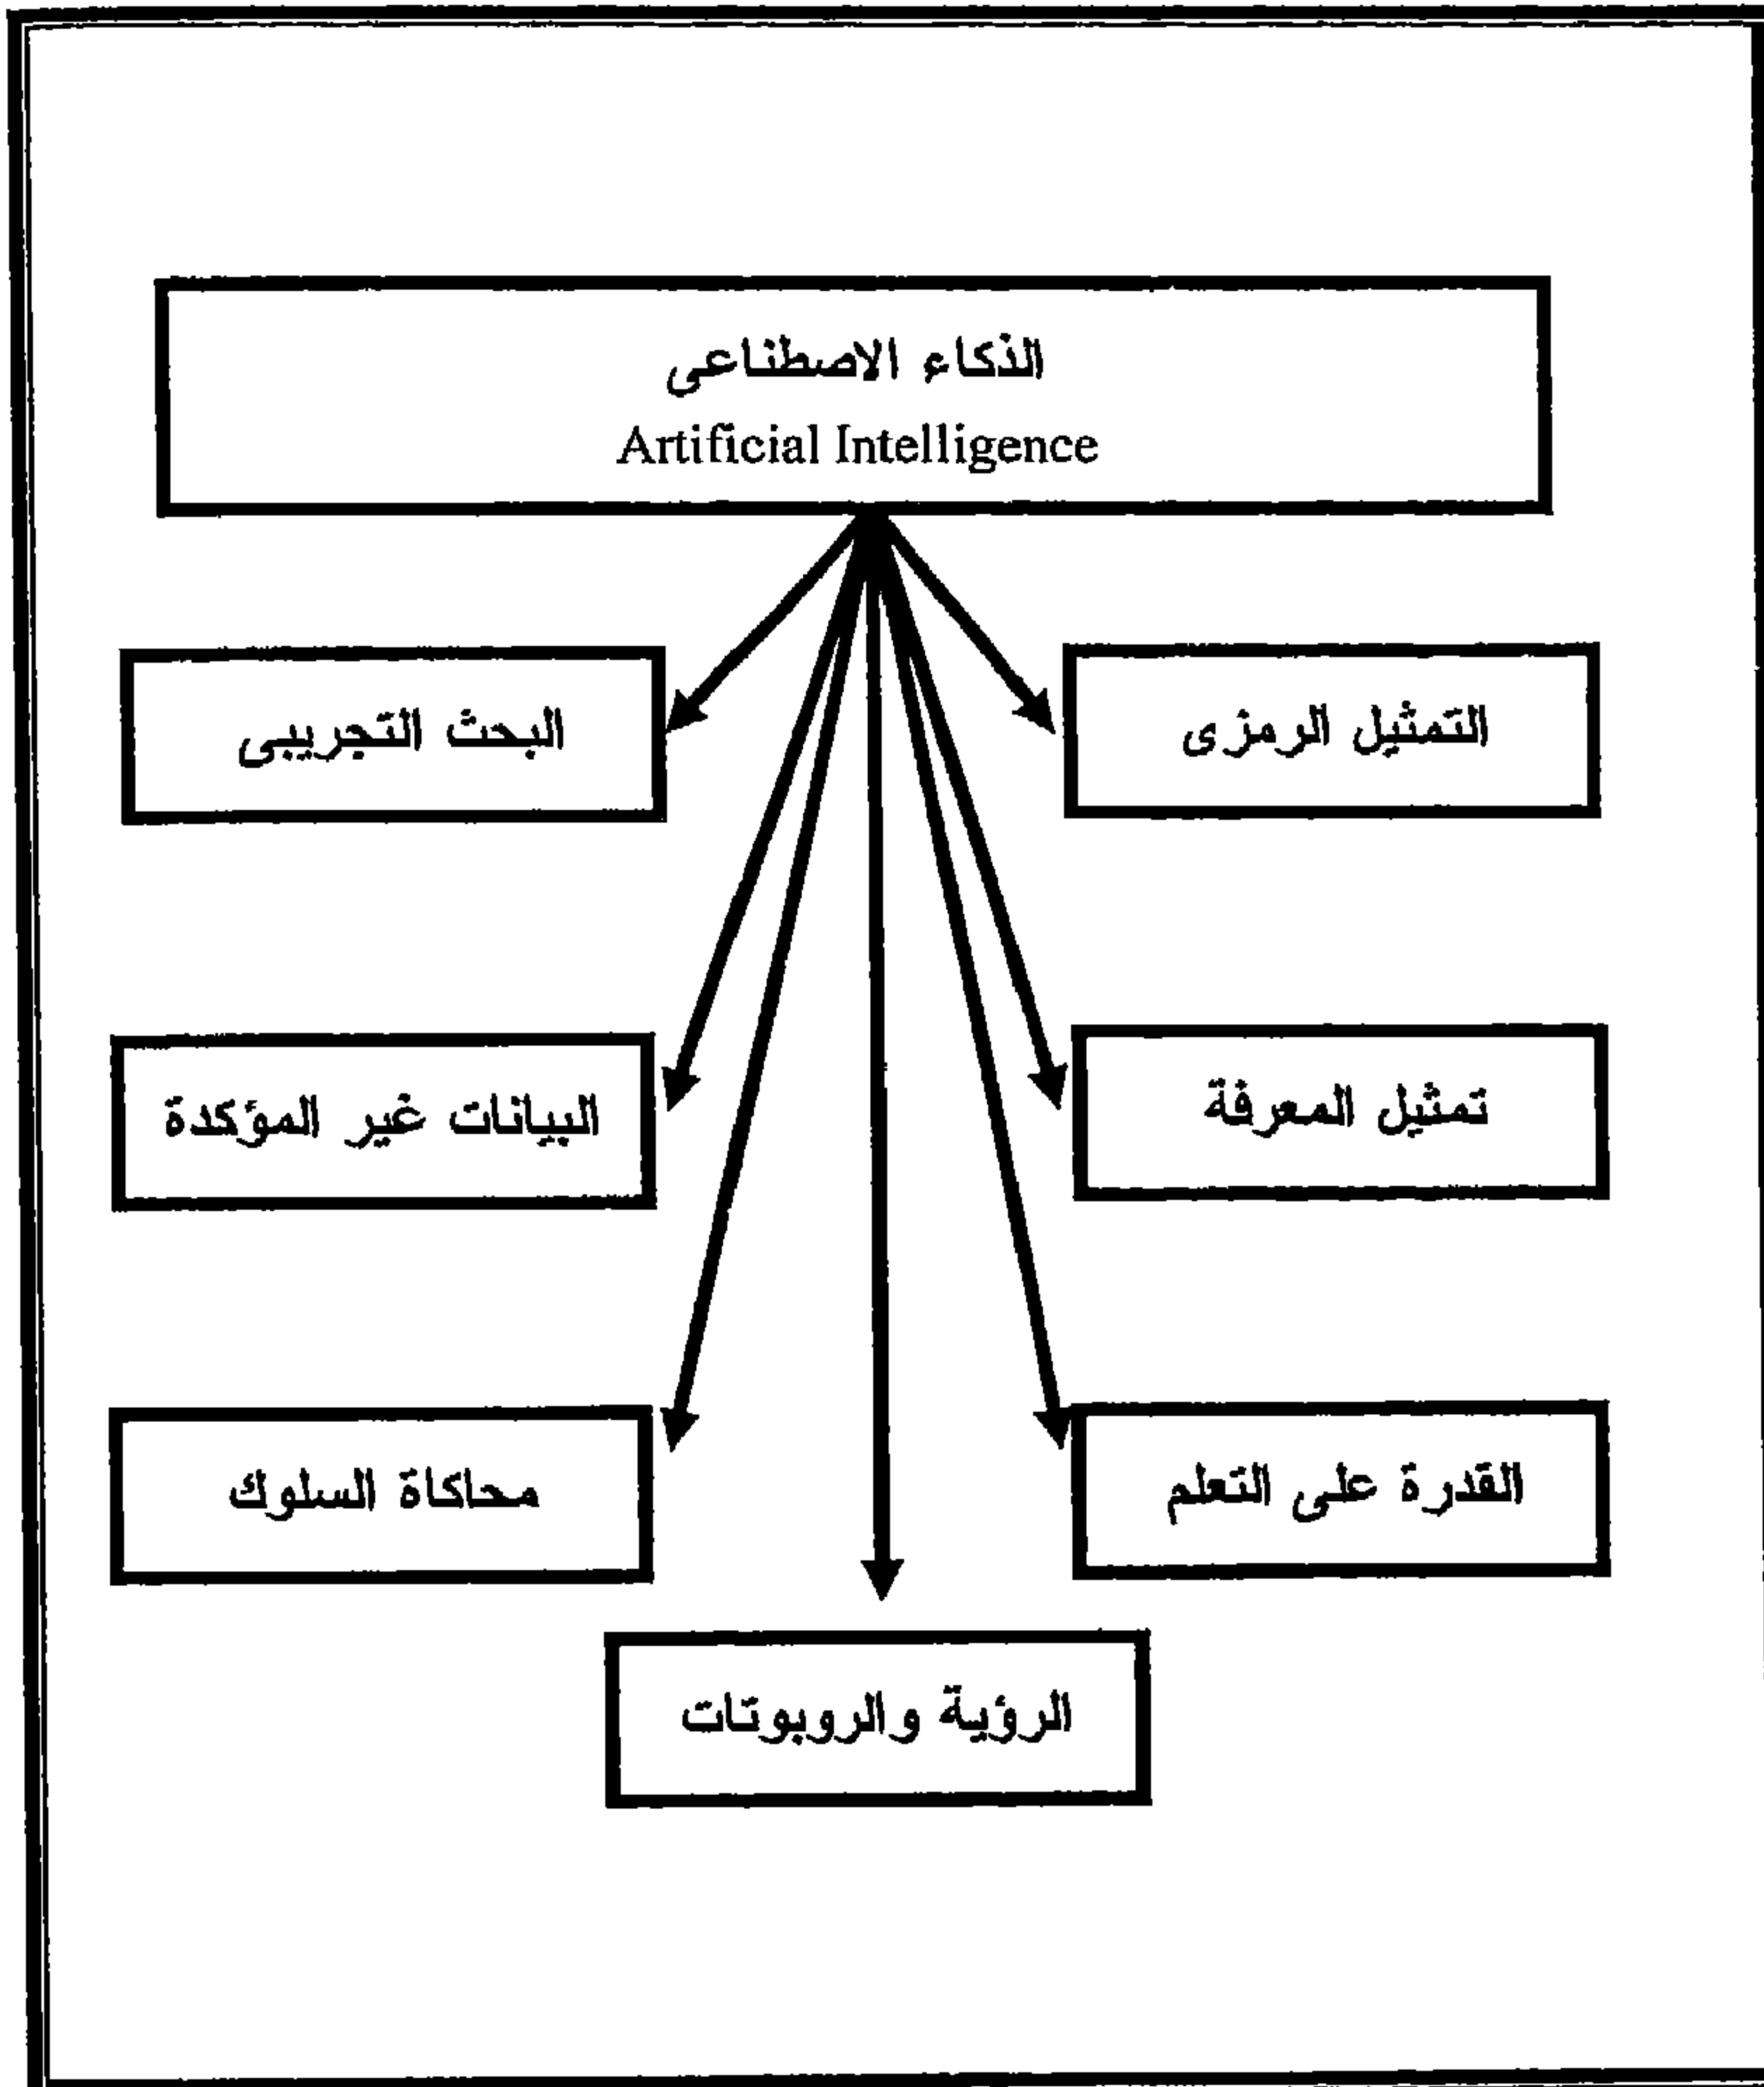 الذكاء الاصطناعى
Artificial Intelligence
التمثيل الرمزى
البحث التجريبى
تمثيل المعرفة
البيانات غير المؤكدة
القدرة على التعلم
محاكاة السلوك
الرؤية والروبوتات